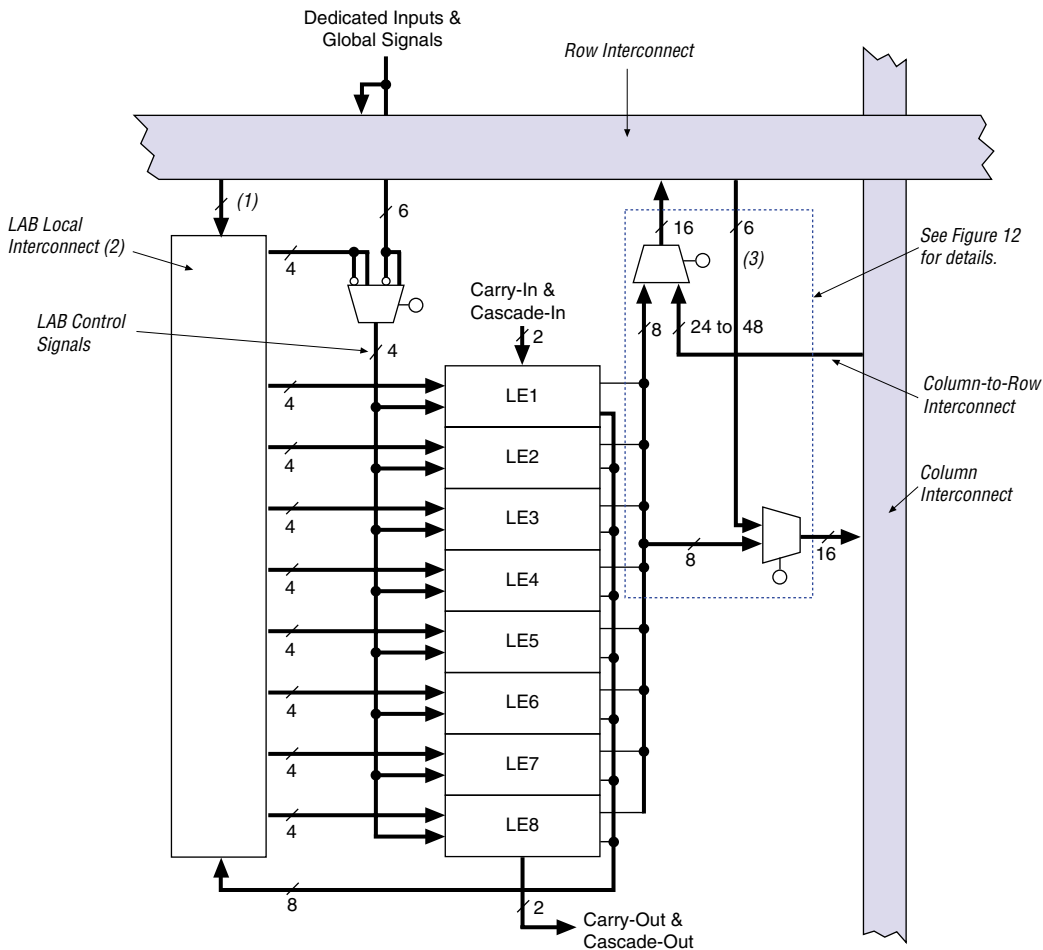 Dedicated Inputs &
Global Signals
Row Interconnect
(1)
6
16
6
(3)
LAB Local
Interconnect (2)
See Figure 12
for details.
4
Carry-In &
Cascade-In
2
8
24 to 48
LAB Control
Signals
4
Column-to-Row
Interconnect
4
LE1
4
LE2
Column
Interconnect
4
LE3
8
16
4
LE4
4
LE5
4
LE6
4
LE7
4
LE8
8
2
Carry-Out &
Cascade-Out